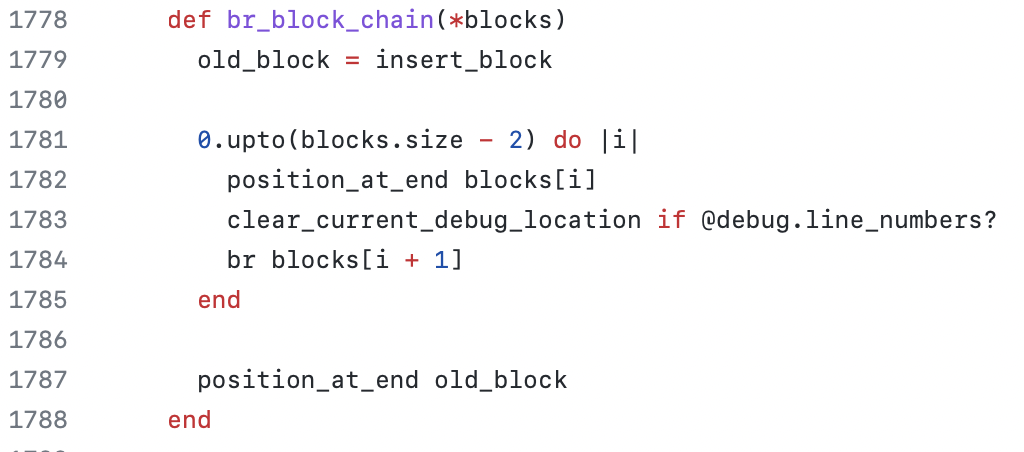 1778 def br_block_chain(*blocks)
1779 old_block = insert_block
1780
1781 0.upto(blocks.size - 2) do |i|
1782 position_at_end blocks[i]
1783 clear_current_debug_location if @debug.line_numbers?
1784 br blocks[i + 1]
1785 end
1786
1787 position_at_end old_block
1788 end